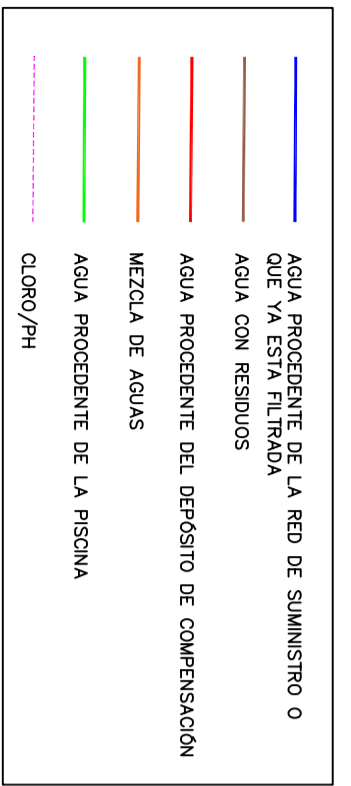 AGUA PROCEDENTE DE LA RED DE SUMINISTRO O
QUE YA ESTA FILTRADA
AGUA CON RESIDUOS
AGUA PROCEDENTE DEL DEPÓSITO DE COMPENSACIÓN
MEZCLA DE AGUAS
AGUA PROCEDENTE DE LA PISCINA
CLORO/PH